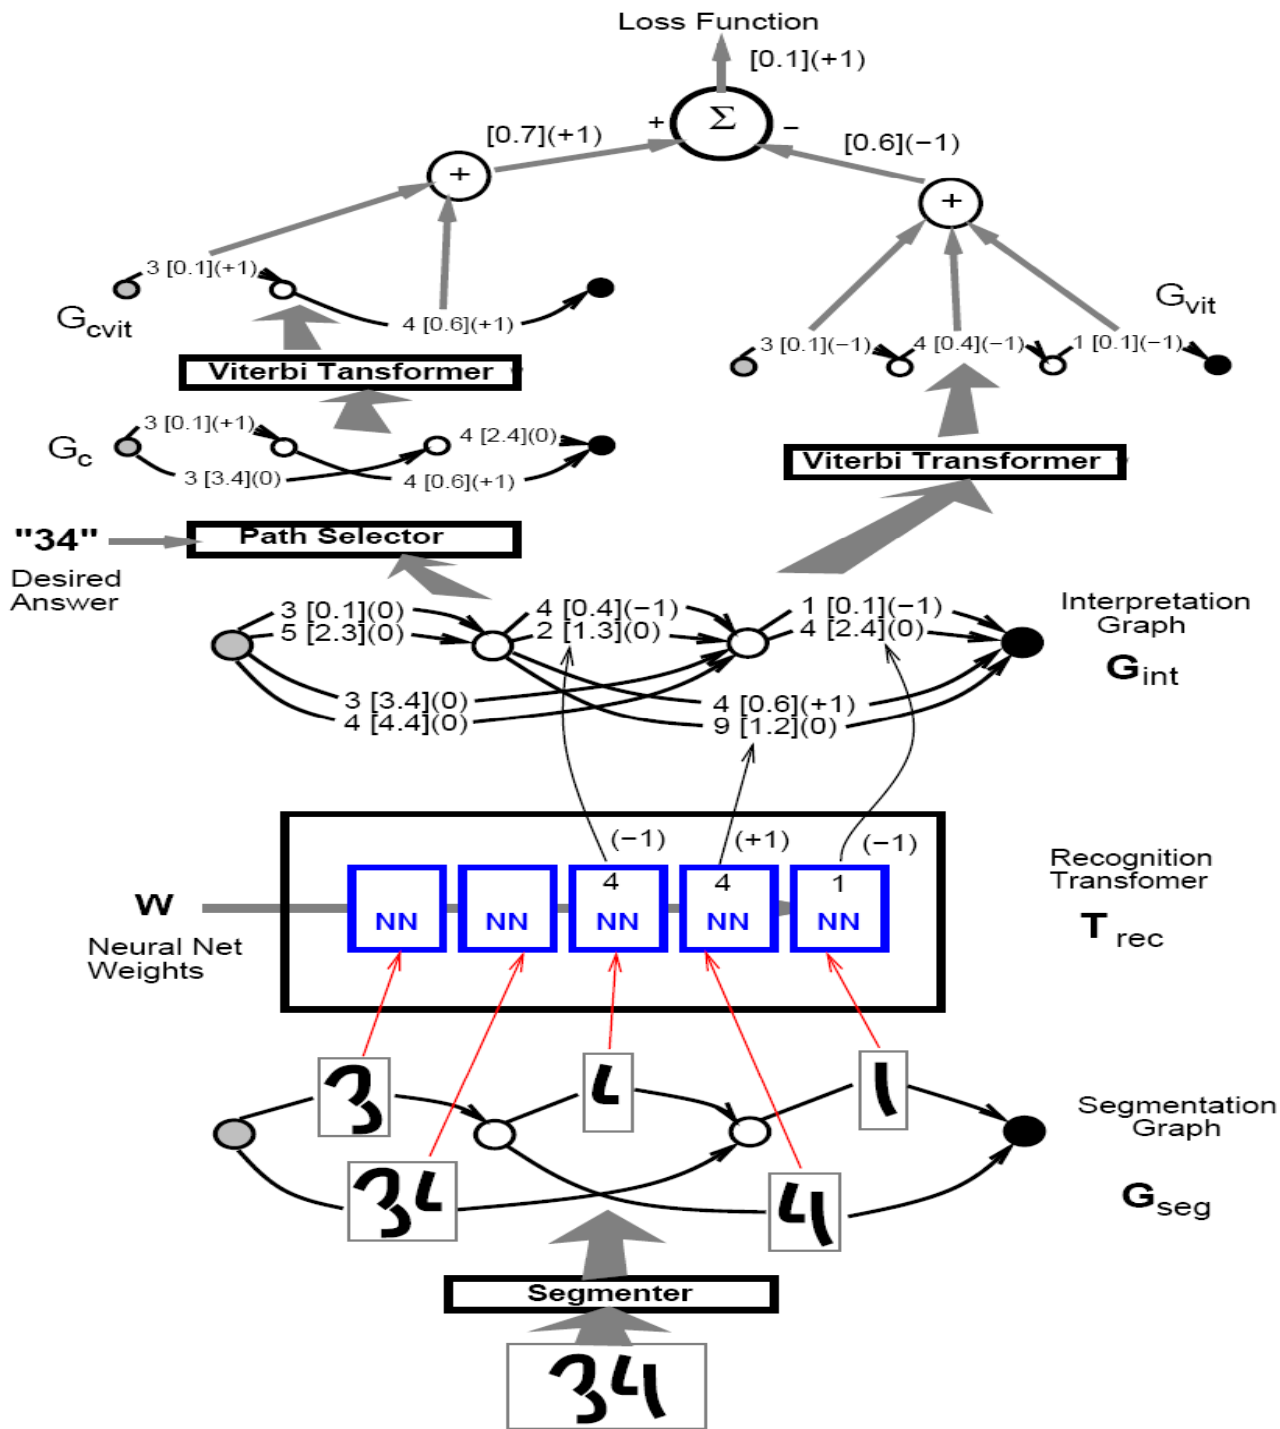 Loss Function
[0.1](+1)
Σ
+
−
[0.7](+1)
[0.6](−1)
+
+
3 [0.1](+1)
4 [0.6](+1)
Gcvit
Gvit
3 [0.1](−1)
4 [0.4](−1)
1 [0.1](−1)
Viterbi Tansformer
3 [0.1](+1)
4 [2.4](0)
Gc
3 [3.4](0)
4 [0.6](+1)
Viterbi Transformer
"34"
Path Selector
Desired
Answer
3 [0.1](0)
5 [2.3](0)
4 [0.4](−1)
2 [1.3](0)
1 [0.1](−1)
4 [2.4](0)
Interpretation
Graph
Gint
3 [3.4](0)
4 [4.4](0)
4 [0.6](+1)
9 [1.2](0)
(−1)
(+1)
(−1)
4
4
1
NN
NN
NN
NN
NN
W
Neural Net
Weights
Recognition
Transfomer
T rec
3
4
1
34
4
Segmentation
Graph
Gseg
Segmenter
34